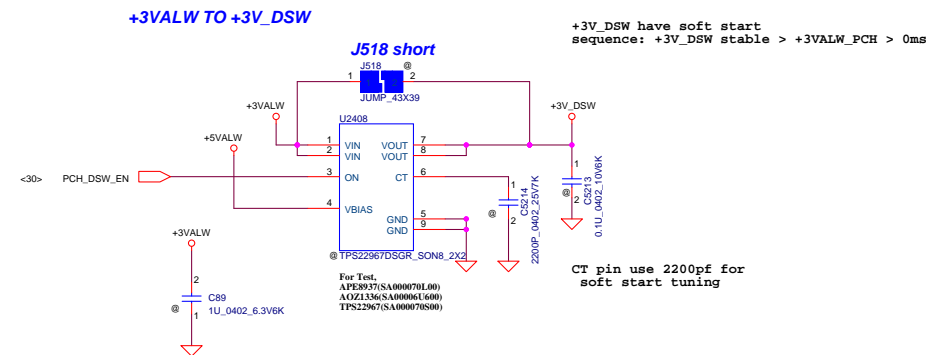 +3VALW TO +3V_DSW
+3V_DSW have soft start
sequence: +3V_DSW stable > +3VALW_PCH > 0ms
J518 short
J518
@
1
2
JUMP_43X39
+3VALW
+3V_DSW
U2408
+5VALW
1 VIN VOUT 7
2 VIN VOUT 8
<30> PCH_DSW_EN
3 ON CT 6
4 VBIAS
GND 5
GND 9
@ TPS22967DSGR_SON8_2X2
1
@
2
C5214
2200P_0402_25V7K
1
@
2
C5213
0.1U_0402_10V6K
+3VALW
2
C89
@
1U_0402_6.3V6K
1
For Test,
APE8937(SA000070L00)
AOZ1336(SA00006U600)
TPS22967(SA000070S00)
CT pin use 2200pf for
soft start tuning